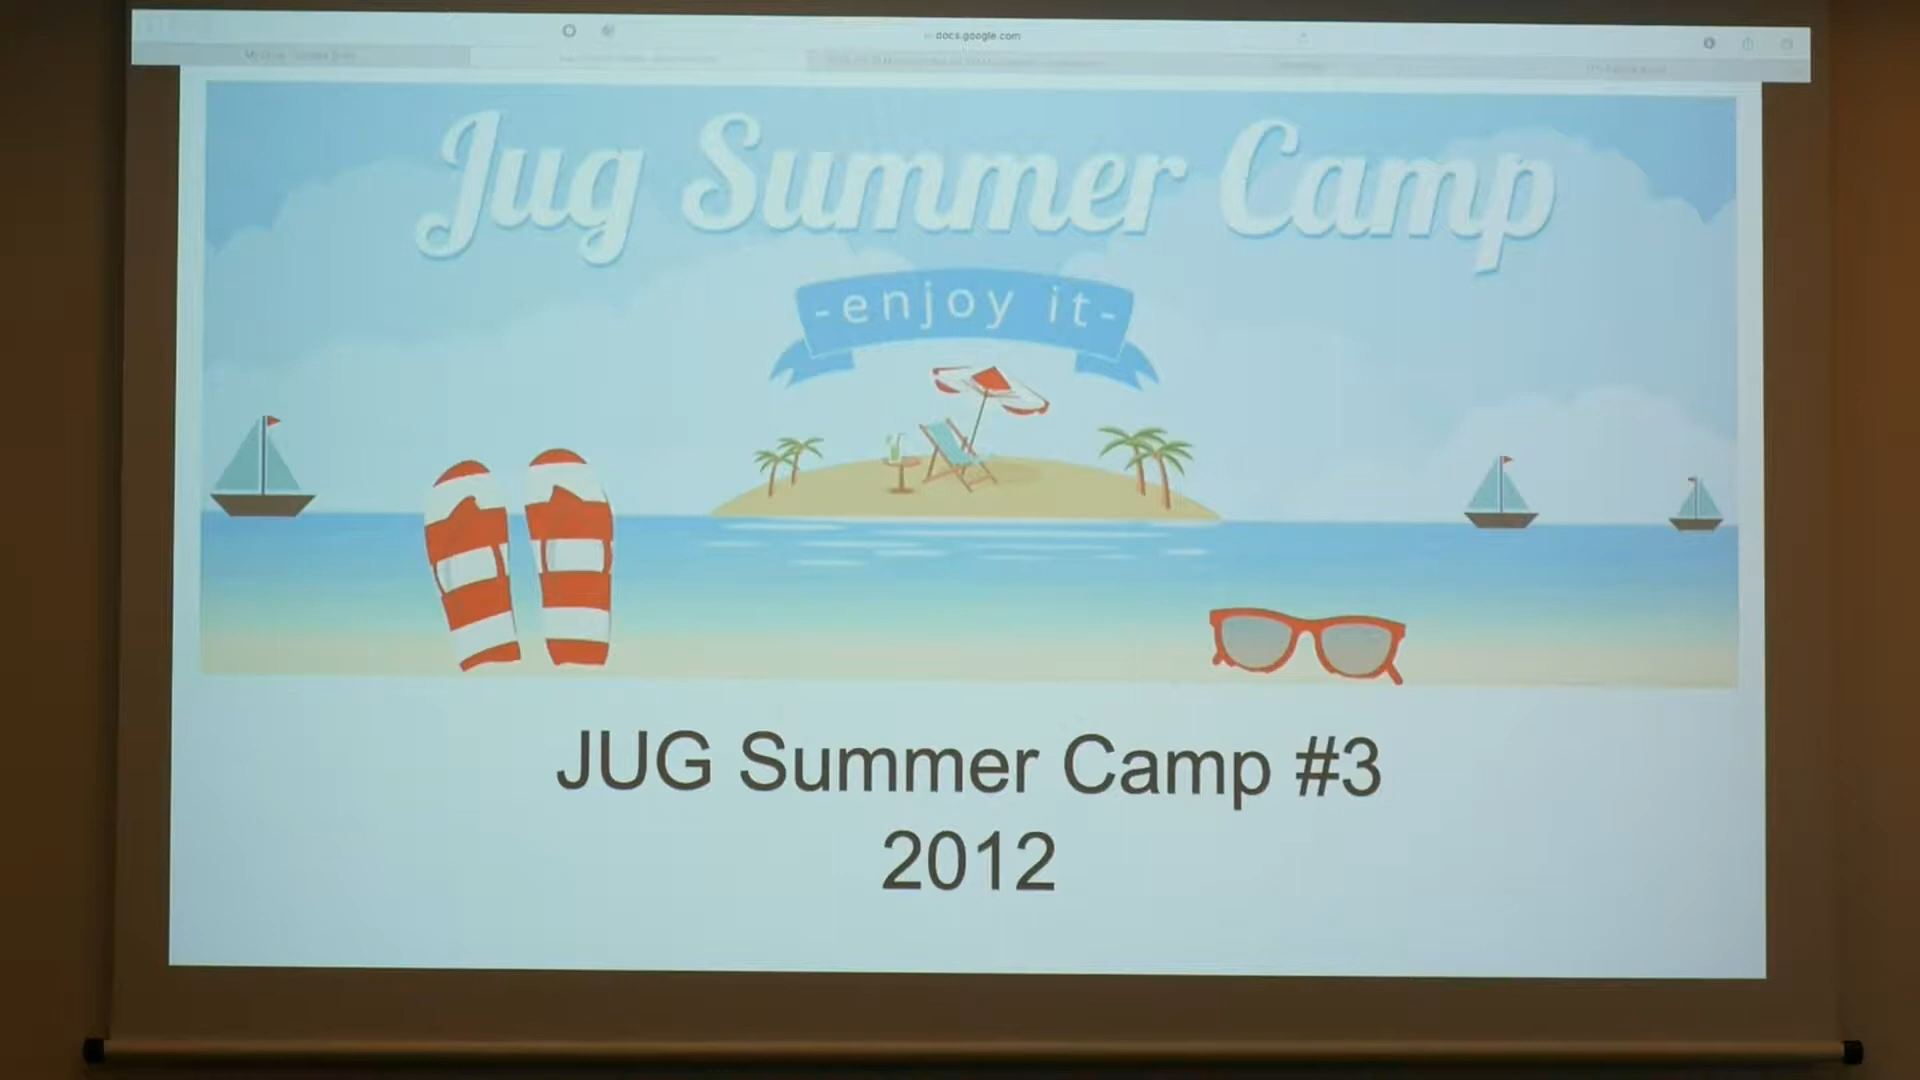 docs.google.com
Jug Summer Camp
-enjoy it-
JUG Summer Camp #3
2012